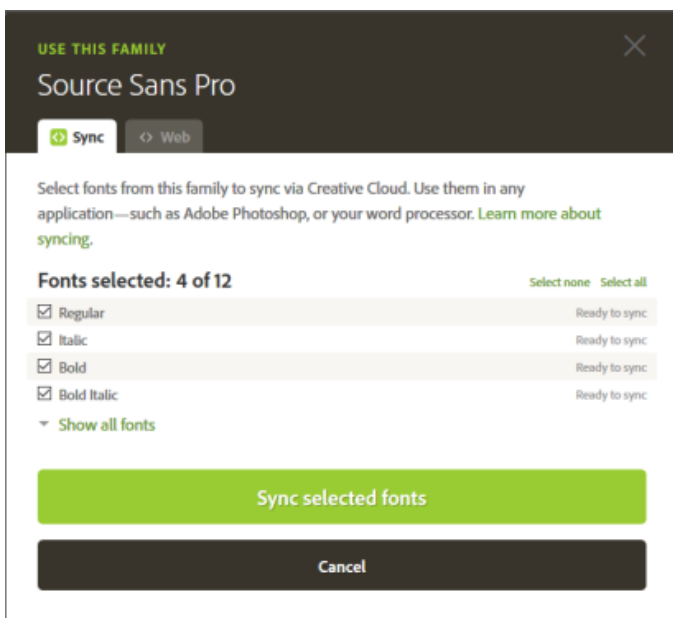 USE THIS FAMILY
Source Sans Pro
Sync
Web
Select fonts from this family to sync via Creative Cloud. Use them in any
application—such as Adobe Photoshop, or your word processor. Learn more about
syncing.
Fonts selected: 4 of 12
Select none Select all
Regular Ready to sync
Italic Ready to sync
Bold Ready to sync
Bold Italic Ready to sync
Show all fonts
Sync selected fonts
Cancel